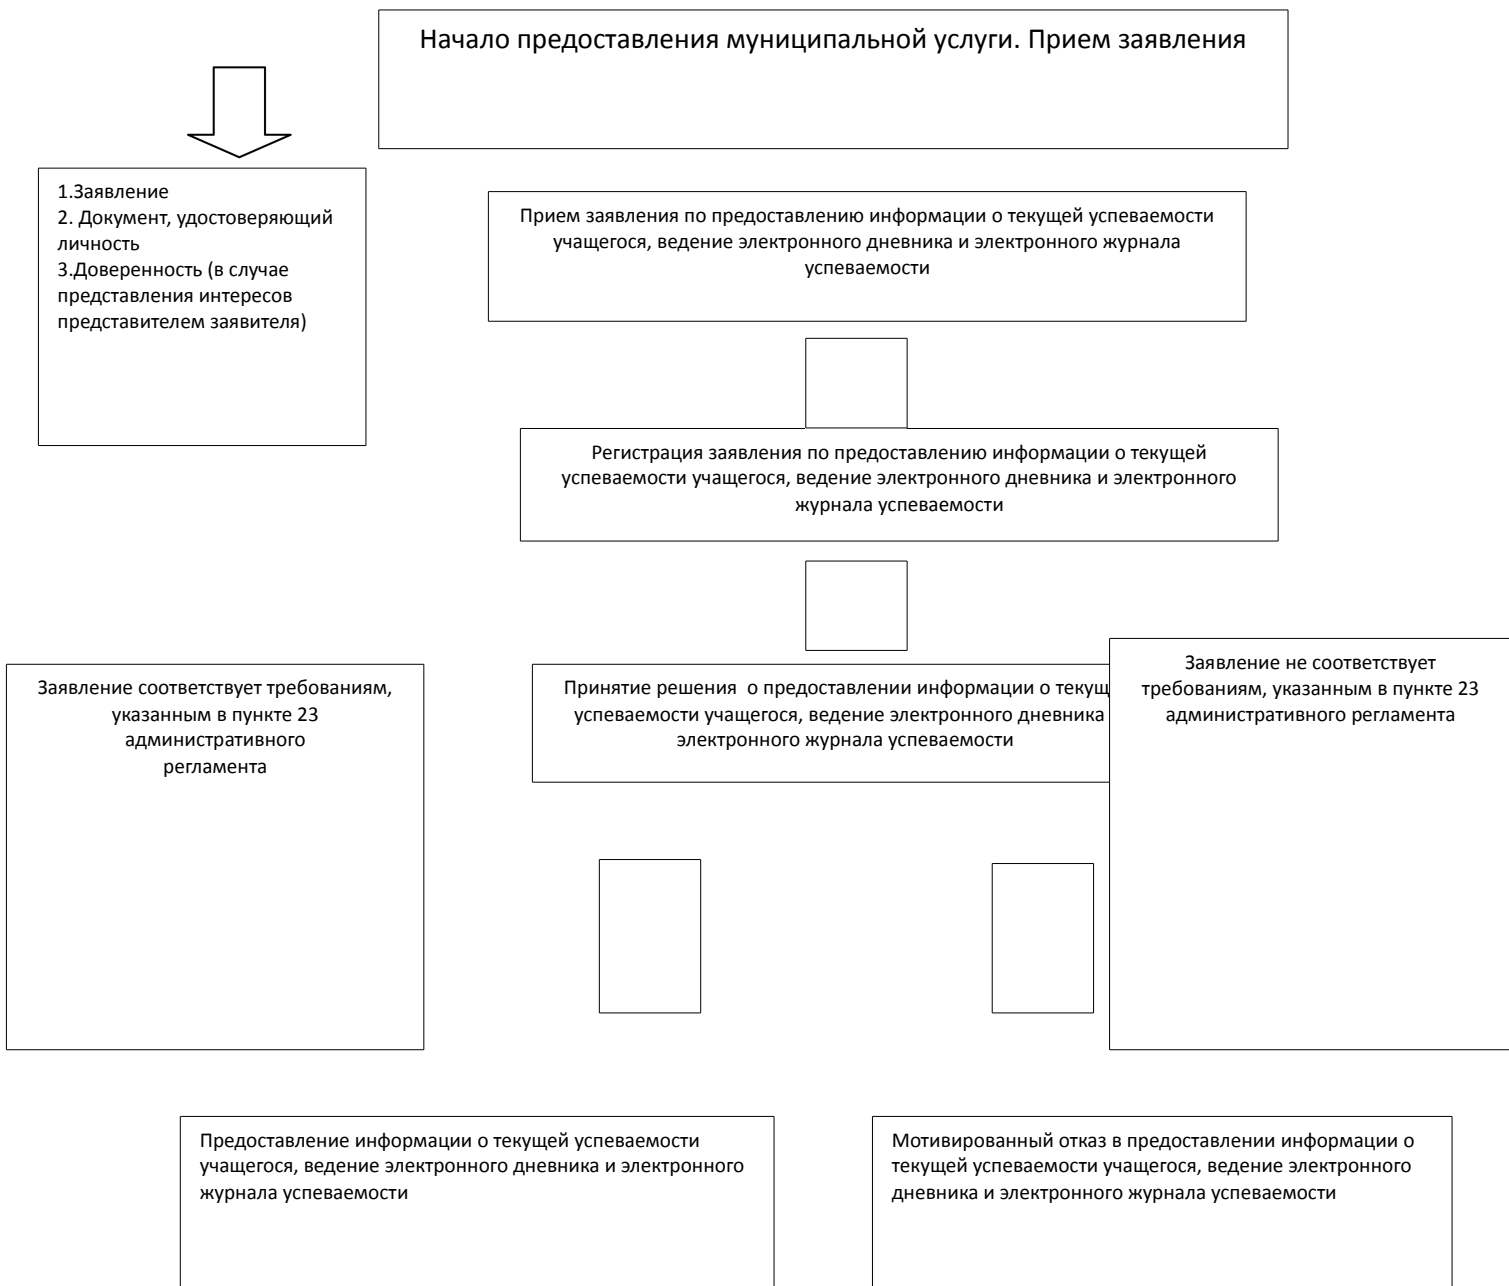 Начало предоставления муниципальной услуги. Прием заявления
1.Заявление
2. Документ, удостоверяющий
личность
3.Доверенность (в случае
представления интересов
представителем заявителя)
Прием заявления по предоставлению информации о текущей успеваемости
учащегося, ведение электронного дневника и электронного журнала
успеваемости
Регистрация заявления по предоставлению информации о текущей
успеваемости учащегося, ведение электронного дневника и электронного
журнала успеваемости
Заявление соответствует требованиям,
указанным в пункте 23
административного
регламента
Принятие решения о предоставлении информации о текущ
успеваемости учащегося, ведение электронного дневника
электронного журнала успеваемости
Заявление не соответствует
требованиям, указанным в пункте 23
административного регламента
Предоставление информации о текущей успеваемости
учащегося, ведение электронного дневника и электронного
журнала успеваемости
Мотивированный отказ в предоставлении информации о
текущей успеваемости учащегося, ведение электронного
дневника и электронного журнала успеваемости